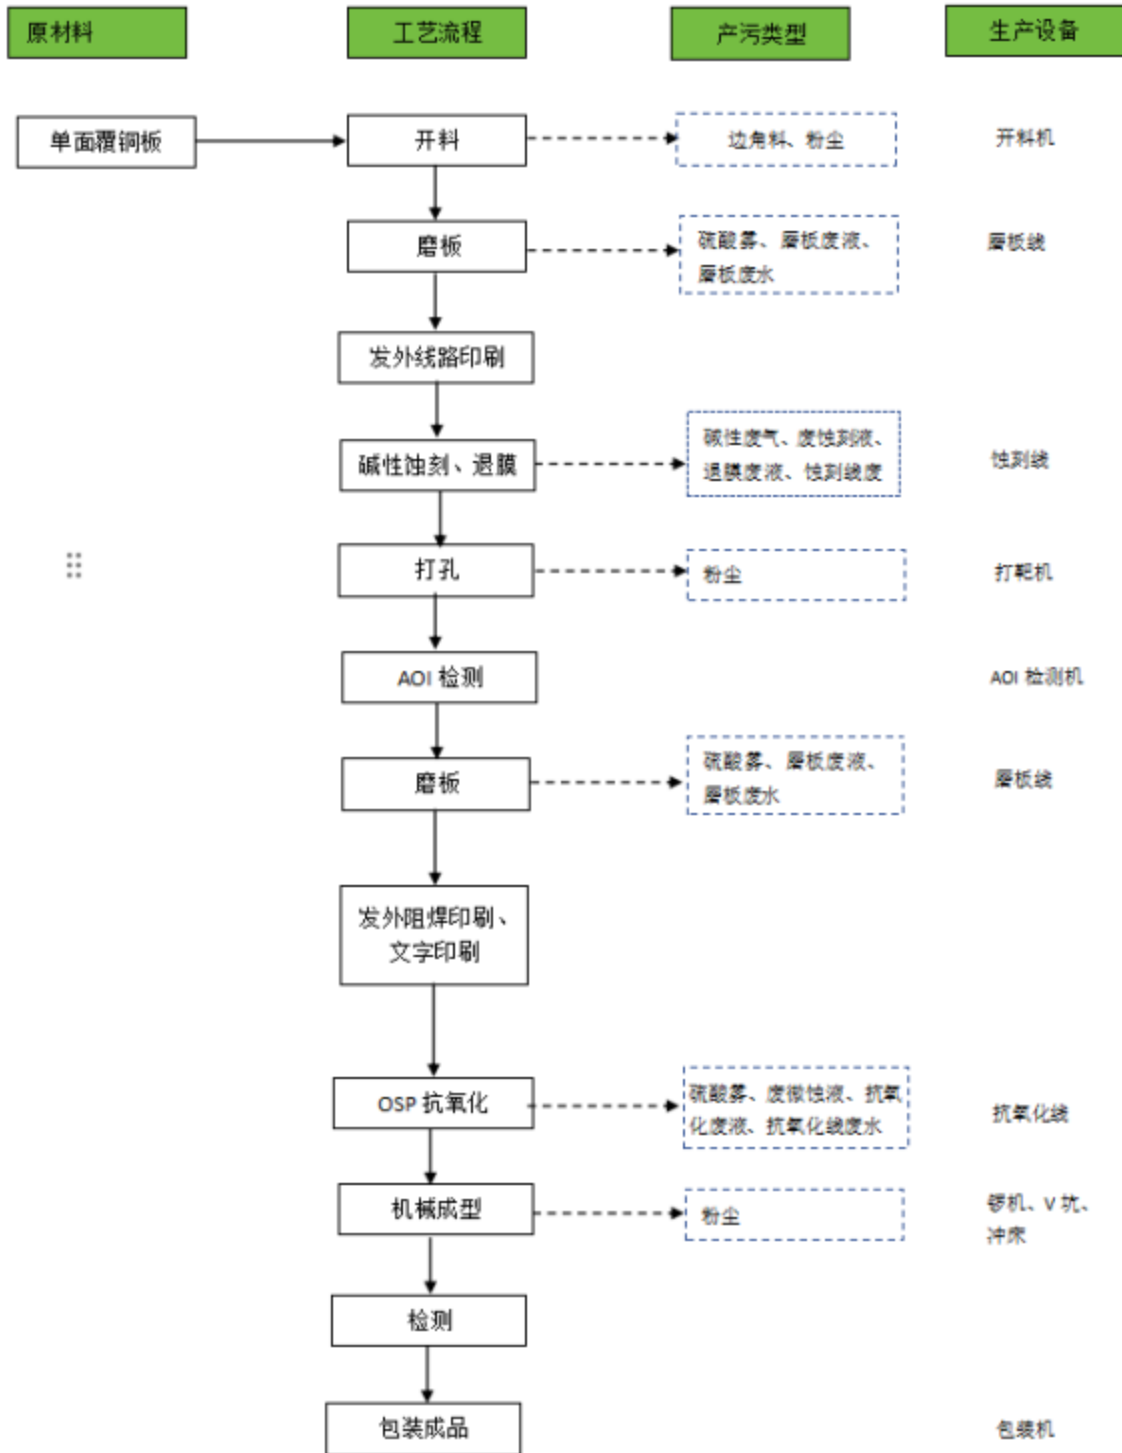 原材料
工艺流程
产污类型
生产设备
单面覆铜板
开料
边角料、粉尘
开料机
磨板
硫酸雾、磨板废液、
磨板废水
磨板线
发外线路印刷
碱性蚀刻、退膜
碱性废气、废蚀刻液、
退膜废液、蚀刻线废
蚀刻线
打孔
粉尘
打靶机
AOI 检测
AOI 检测机
磨板
硫酸雾、磨板废液、
磨板废水
磨板线
发外阻焊印刷、
文字印刷
OSP 抗氧化
硫酸雾、废微蚀液、抗氧
化废液、抗氧化线废水
抗氧化线
机械成型
粉尘
锣机、V 坑、
冲床
检测
包装成品
包装机